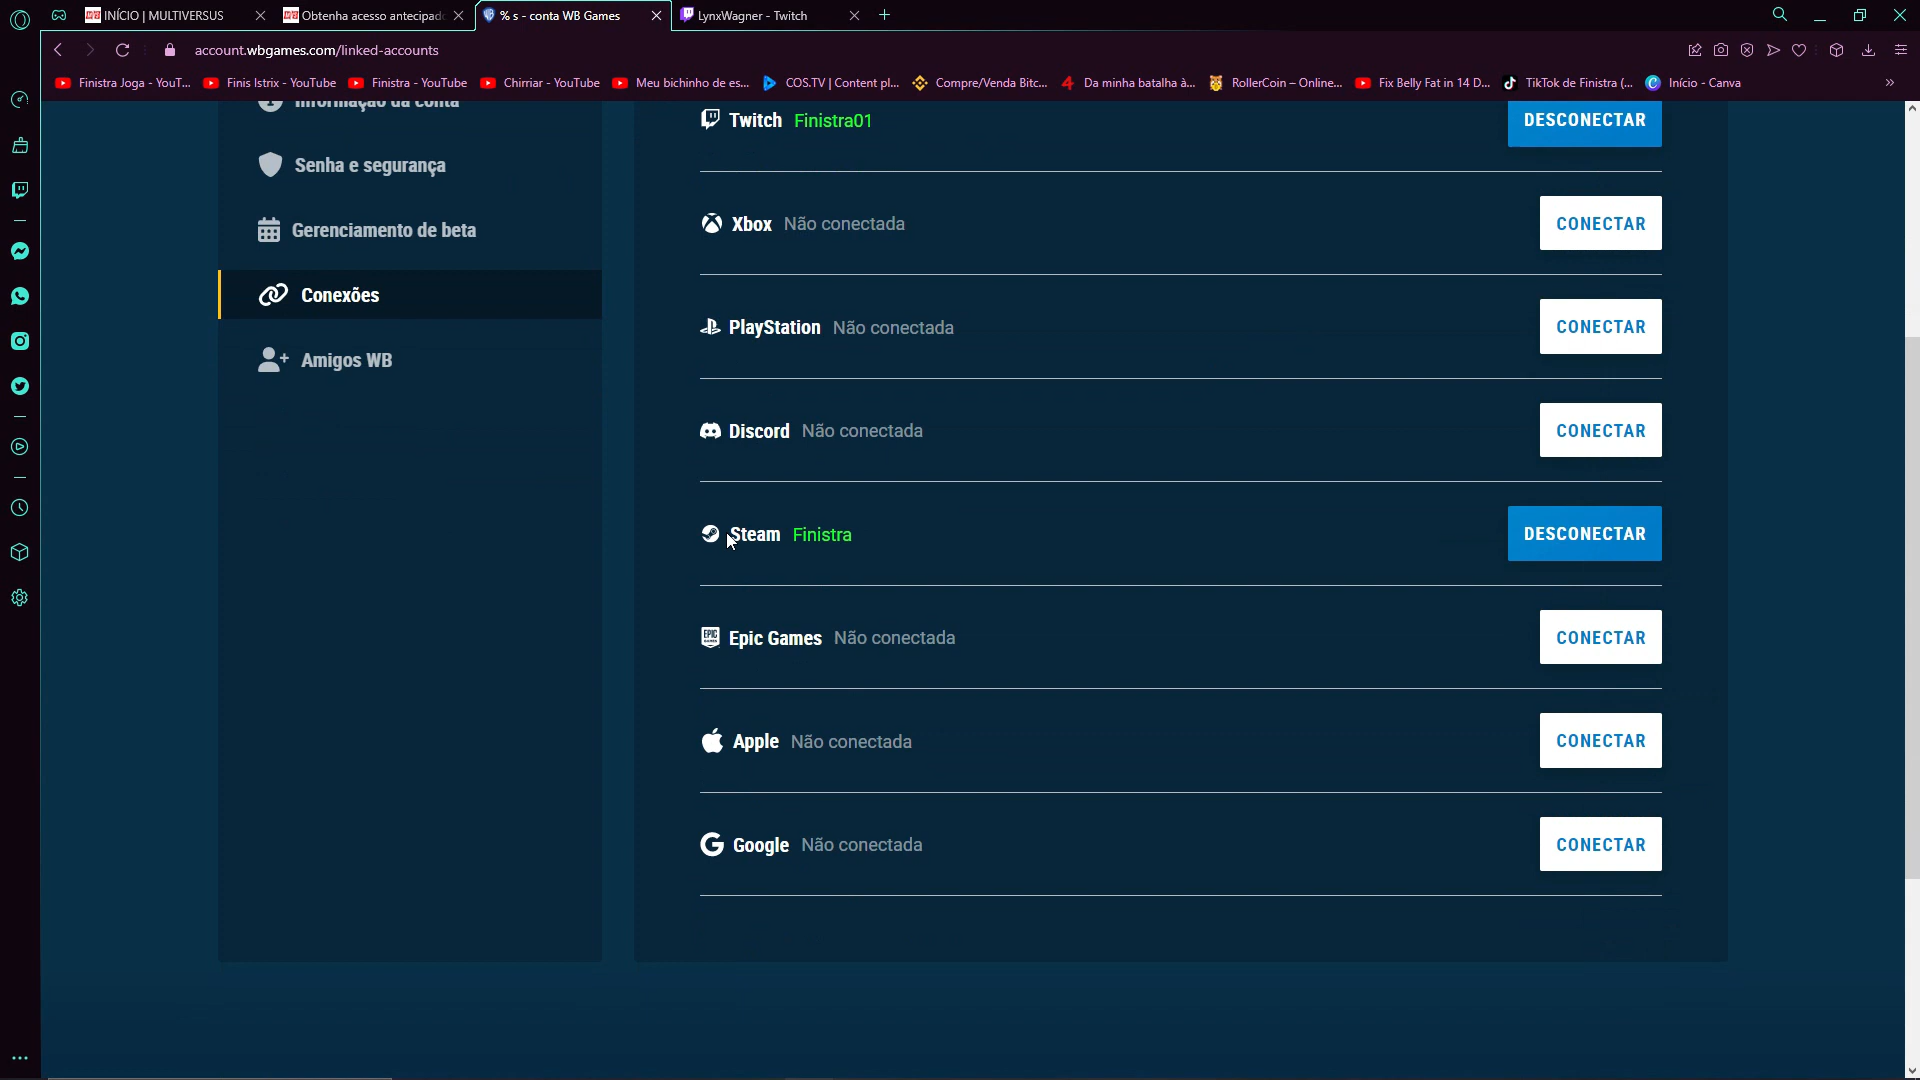 INÍCIO | MULTIVERSUS
Obtenha acesso antecipad
% s - conta WB Games
LynxWagner - Twitch
account.wbgames.com/linked-accounts
Finistra Joga - YouT...
Finis Istrix - YouTube
Finistra - YouTube
Chirriar - YouTube
Meu bichinho de es...
COS.TV | Content pl...
Compre/Venda Bitc...
Da minha batalha à...
RollerCoin – Online...
Fix Belly Fat in 14 D...
TikTok de Finistra (...
Início - Canva
Informação da conta
Senha e segurança
Gerenciamento de beta
Conexões
Amigos WB
Twitch Finistra01 DESCONECTAR
Xbox Não conectada CONECTAR
PlayStation Não conectada CONECTAR
Discord Não conectada CONECTAR
Steam Finistra DESCONECTAR
Epic Games Não conectada CONECTAR
Apple Não conectada CONECTAR
Google Não conectada CONECTAR